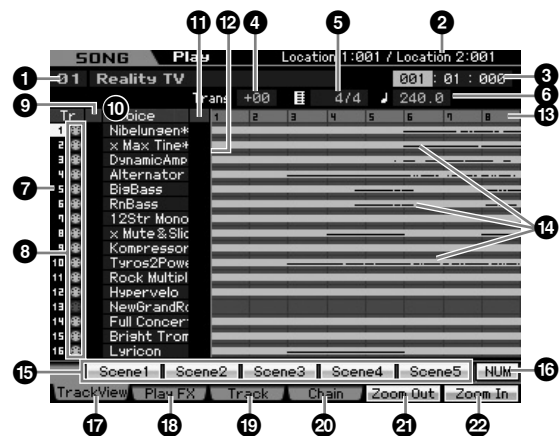 11 12 4 5 2
SONG Play Location 1:001 / Location 2:001
1 01 Reality TV 001 : 01 : 000 3
Trans +00 4/4 240.0 6
9 Tr 10 Voice 1 2 3 4 5 6 7 8 13
1 Nibelungen*
2 x Max Tine*
3 DynamicAmp
4 Alternator
7 5 BigBass
6 RnBass 14
7 12Str Mono
8 8 x Mute&Slic
9 Kompressor
10 Tyros2Powe
11 Rock Multipl
12 Hypervelo
13 NewGrandRo
14 Full Concer
15 Bright Trom
16 Lyricon
15 Scene1 Scene2 Scene3 Scene4 Scene5 NUM 16
TrackView Play FX Track Chain Zoom Out Zoom In
17 18 19 20 21 22